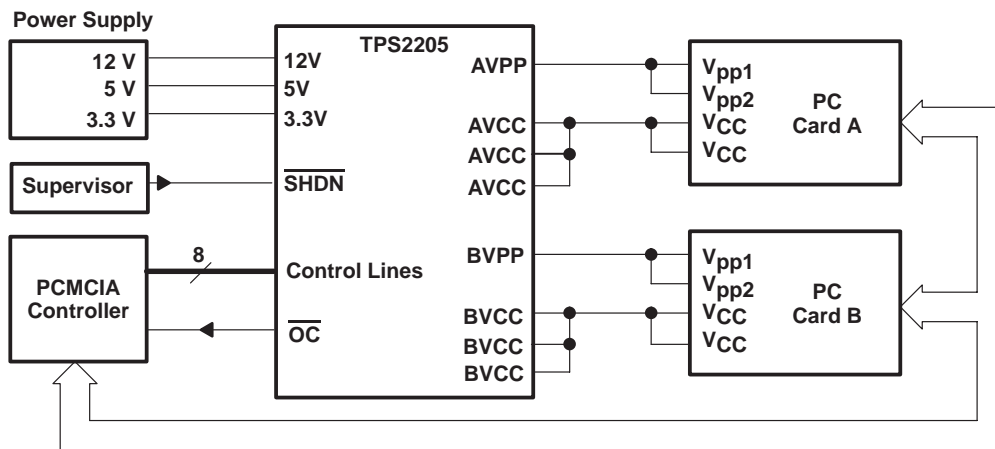 Power Supply
12 V
5 V
3.3 V
Supervisor
PCMCIA
Controller
8
TPS2205
12V
5V
3.3V
SHDN
Control Lines
OC
AVPP
AVCC
AVCC
AVCC
BVPP
BVCC
BVCC
BVCC
Vpp1
Vpp2
VCC
VCC
PC
Card A
Vpp1
Vpp2
VCC
VCC
PC
Card B